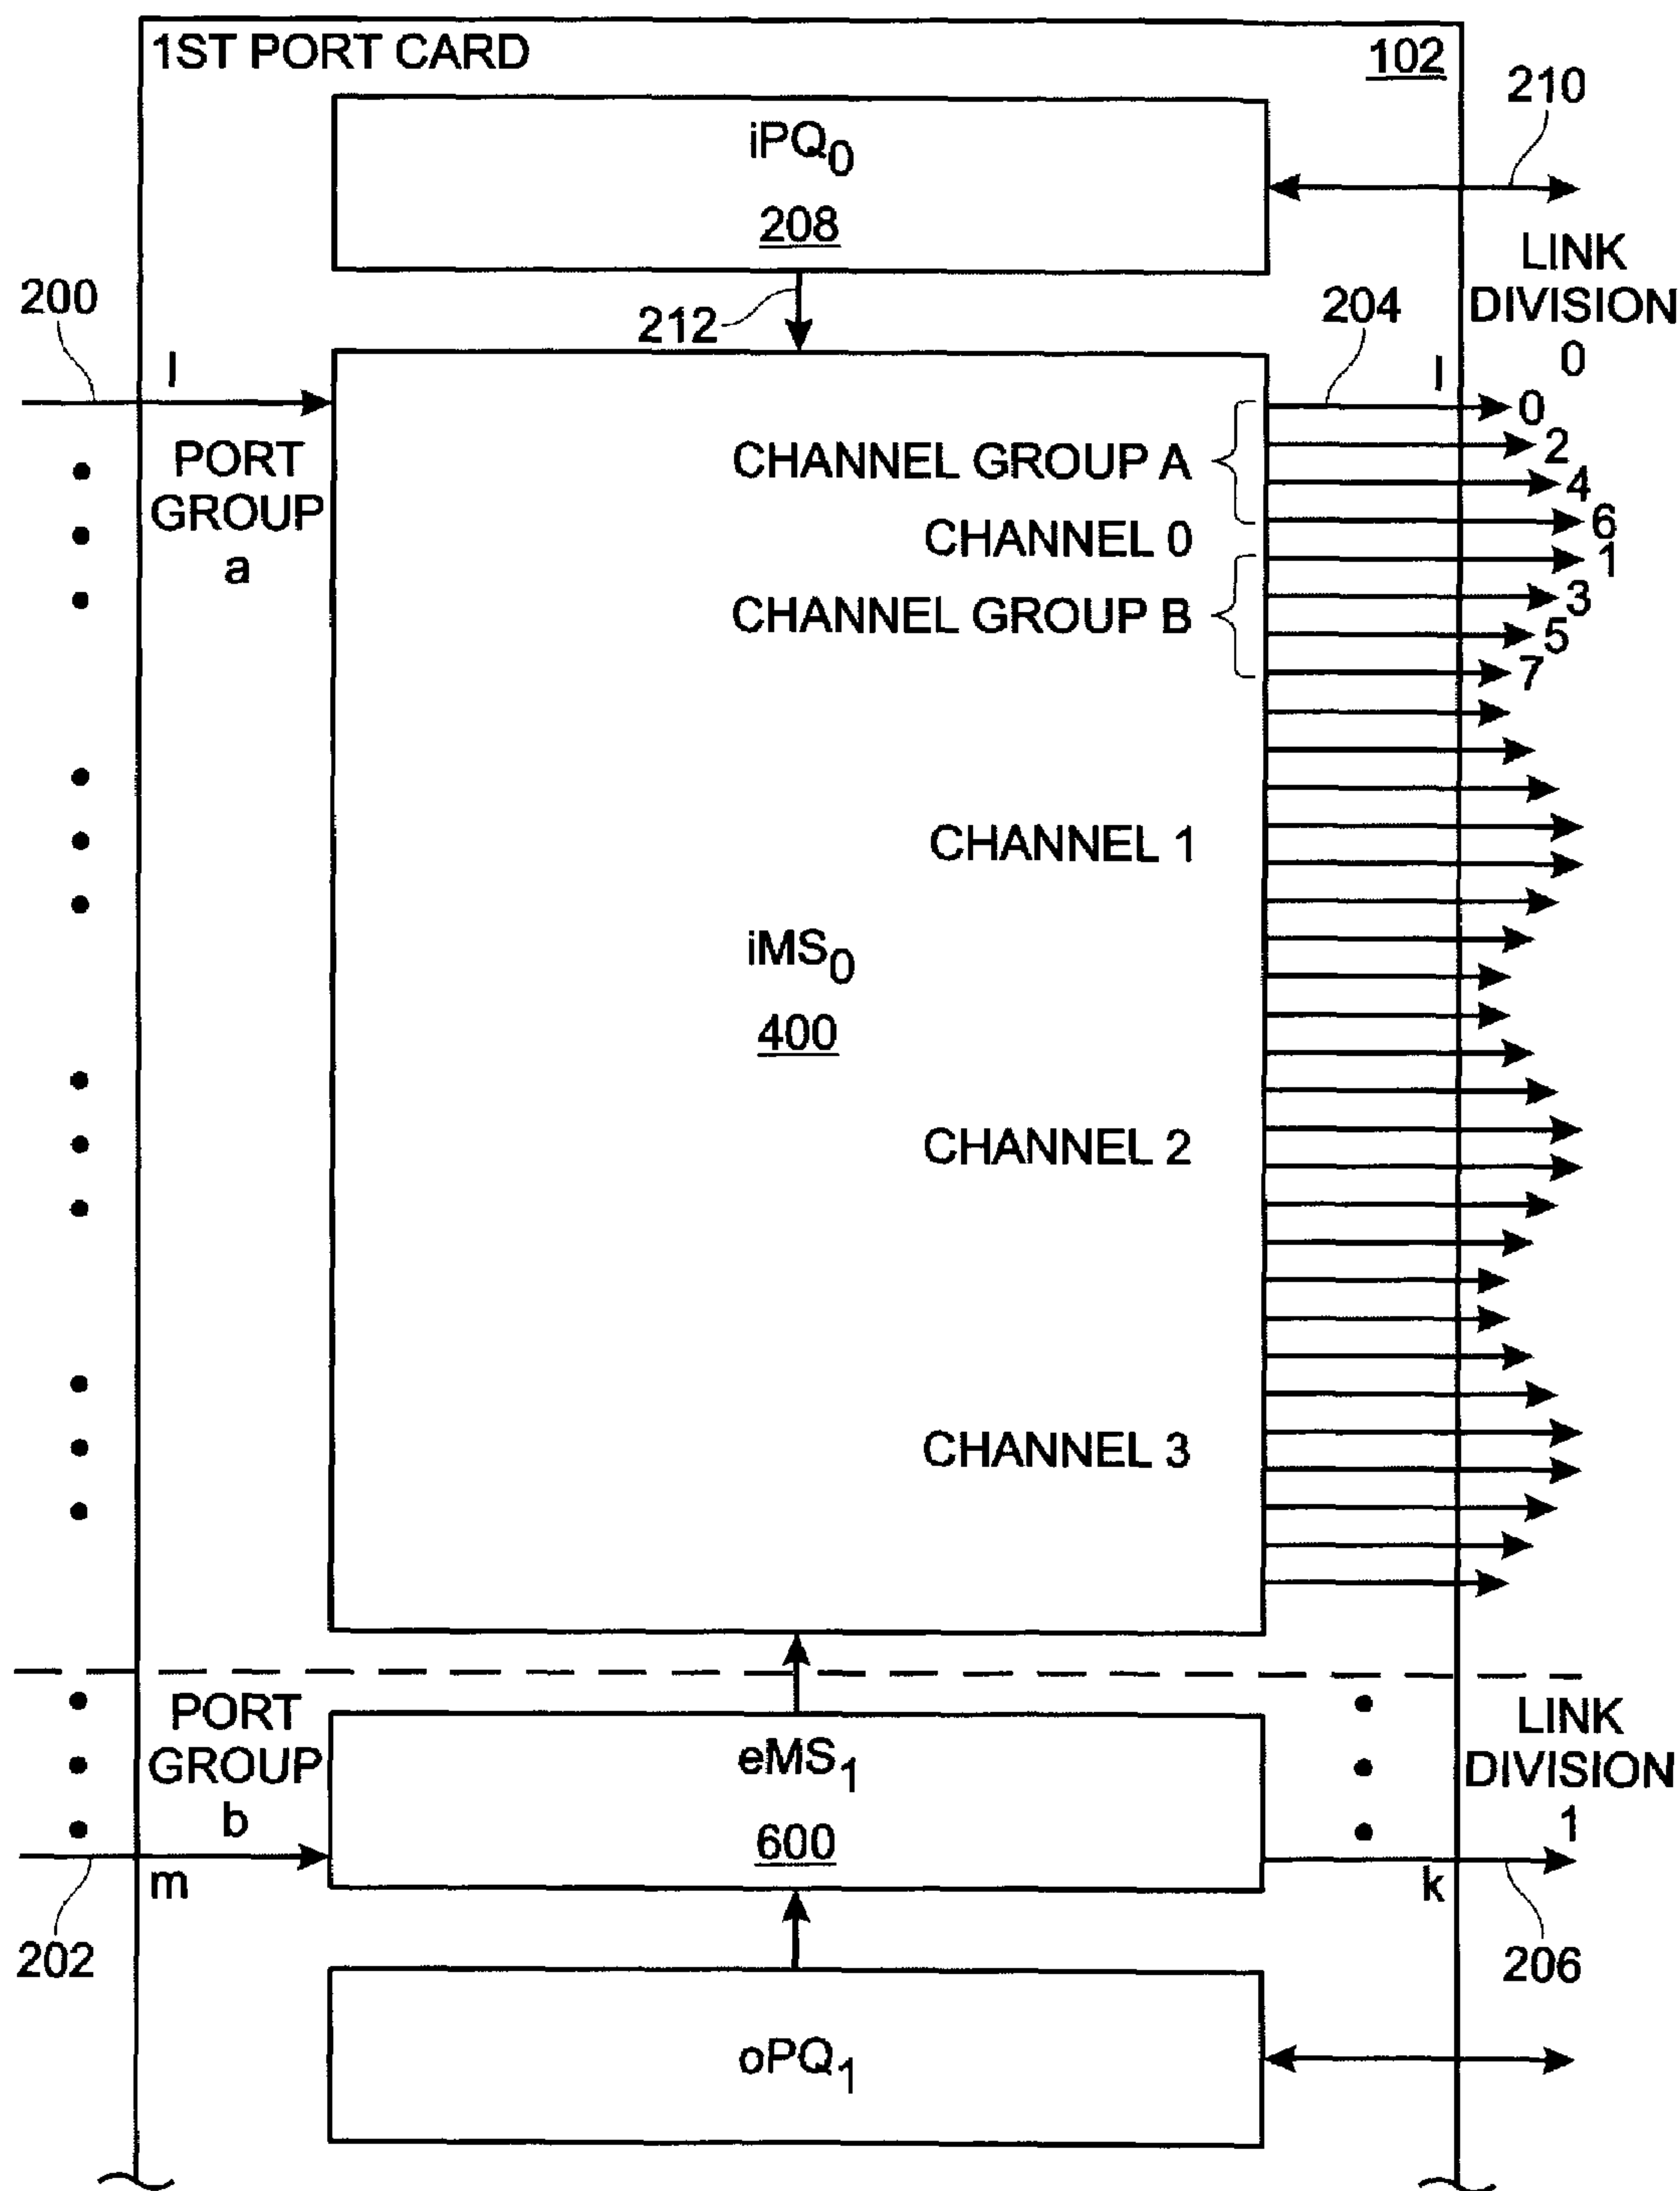 1ST PORT CARD
102
210
iPQ0
208
LINK
DIVISION
0
200
212
204
l
l
0
PORT
GROUP
a
CHANNEL GROUP A
2
4
6
CHANNEL 0
1
CHANNEL GROUP B
3
5
7
CHANNEL 1
iMS0
400
CHANNEL 2
CHANNEL 3
PORT
GROUP
b
eMS1
600
LINK
DIVISION
1
m
k
202
206
oPQ1